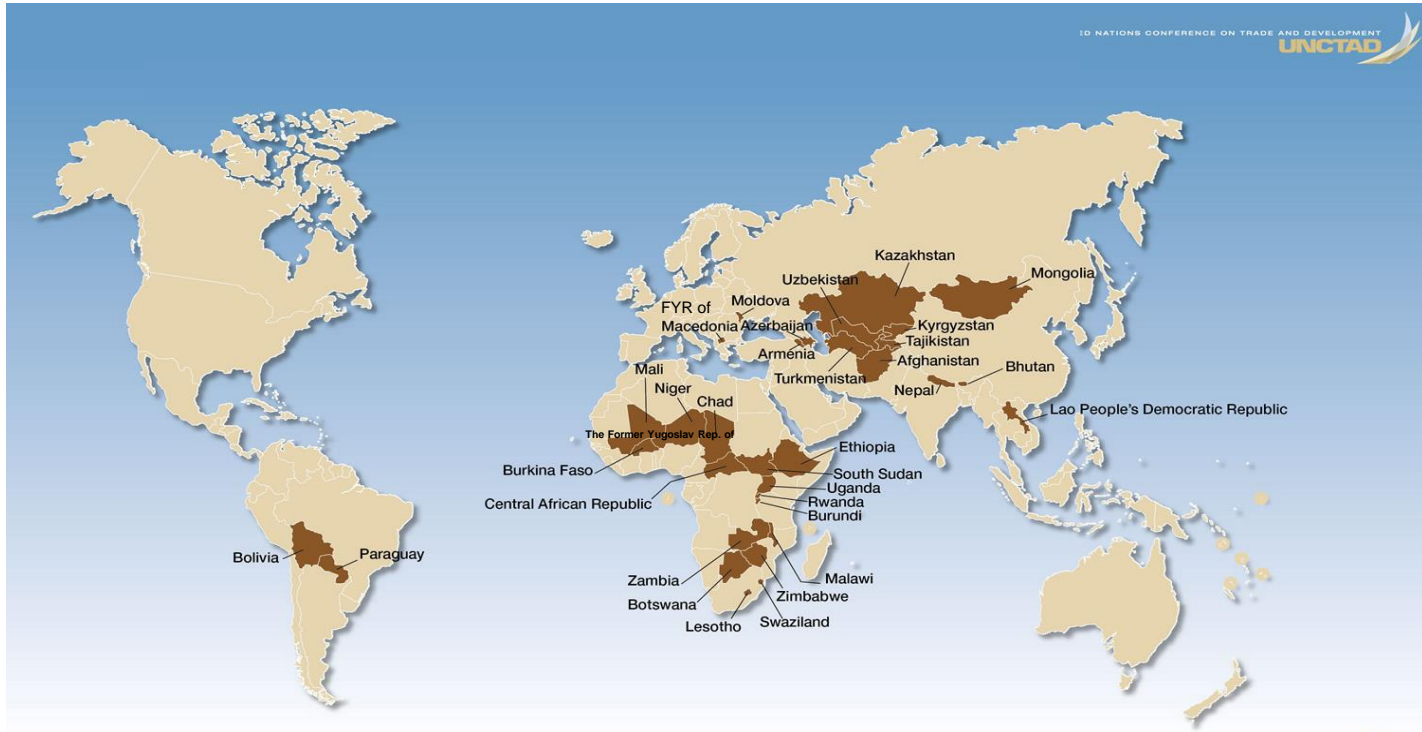 ID NATIONS CONFERENCE ON TRADE AND DEVELOPMENT
UNCTAD
Kazakhstan
Mongolia
Uzbekistan
Moldova
FYR of
Macedonia
Azerbaijan
Kyrgyzstan
Tajikistan
Armenia
Afghanistan
Bhutan
Turkmenistan
Nepal
Mali
Niger
Chad
Lao People's Democratic Republic
The Former Yugoslav Rep. of
Ethiopia
Burkina Faso
South Sudan
Uganda
Central African Republic
Rwanda
Burundi
Bolivia
Paraguay
Zambia
Malawi
Zimbabwe
Botswana
Swaziland
Lesotho